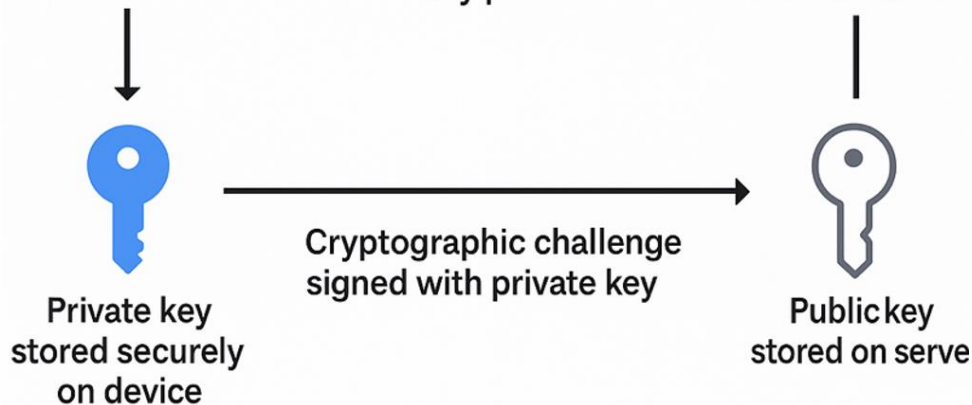 Cryptographic challenge
signed with private key
Private key
stored securely
on device
Public key
stored on serve